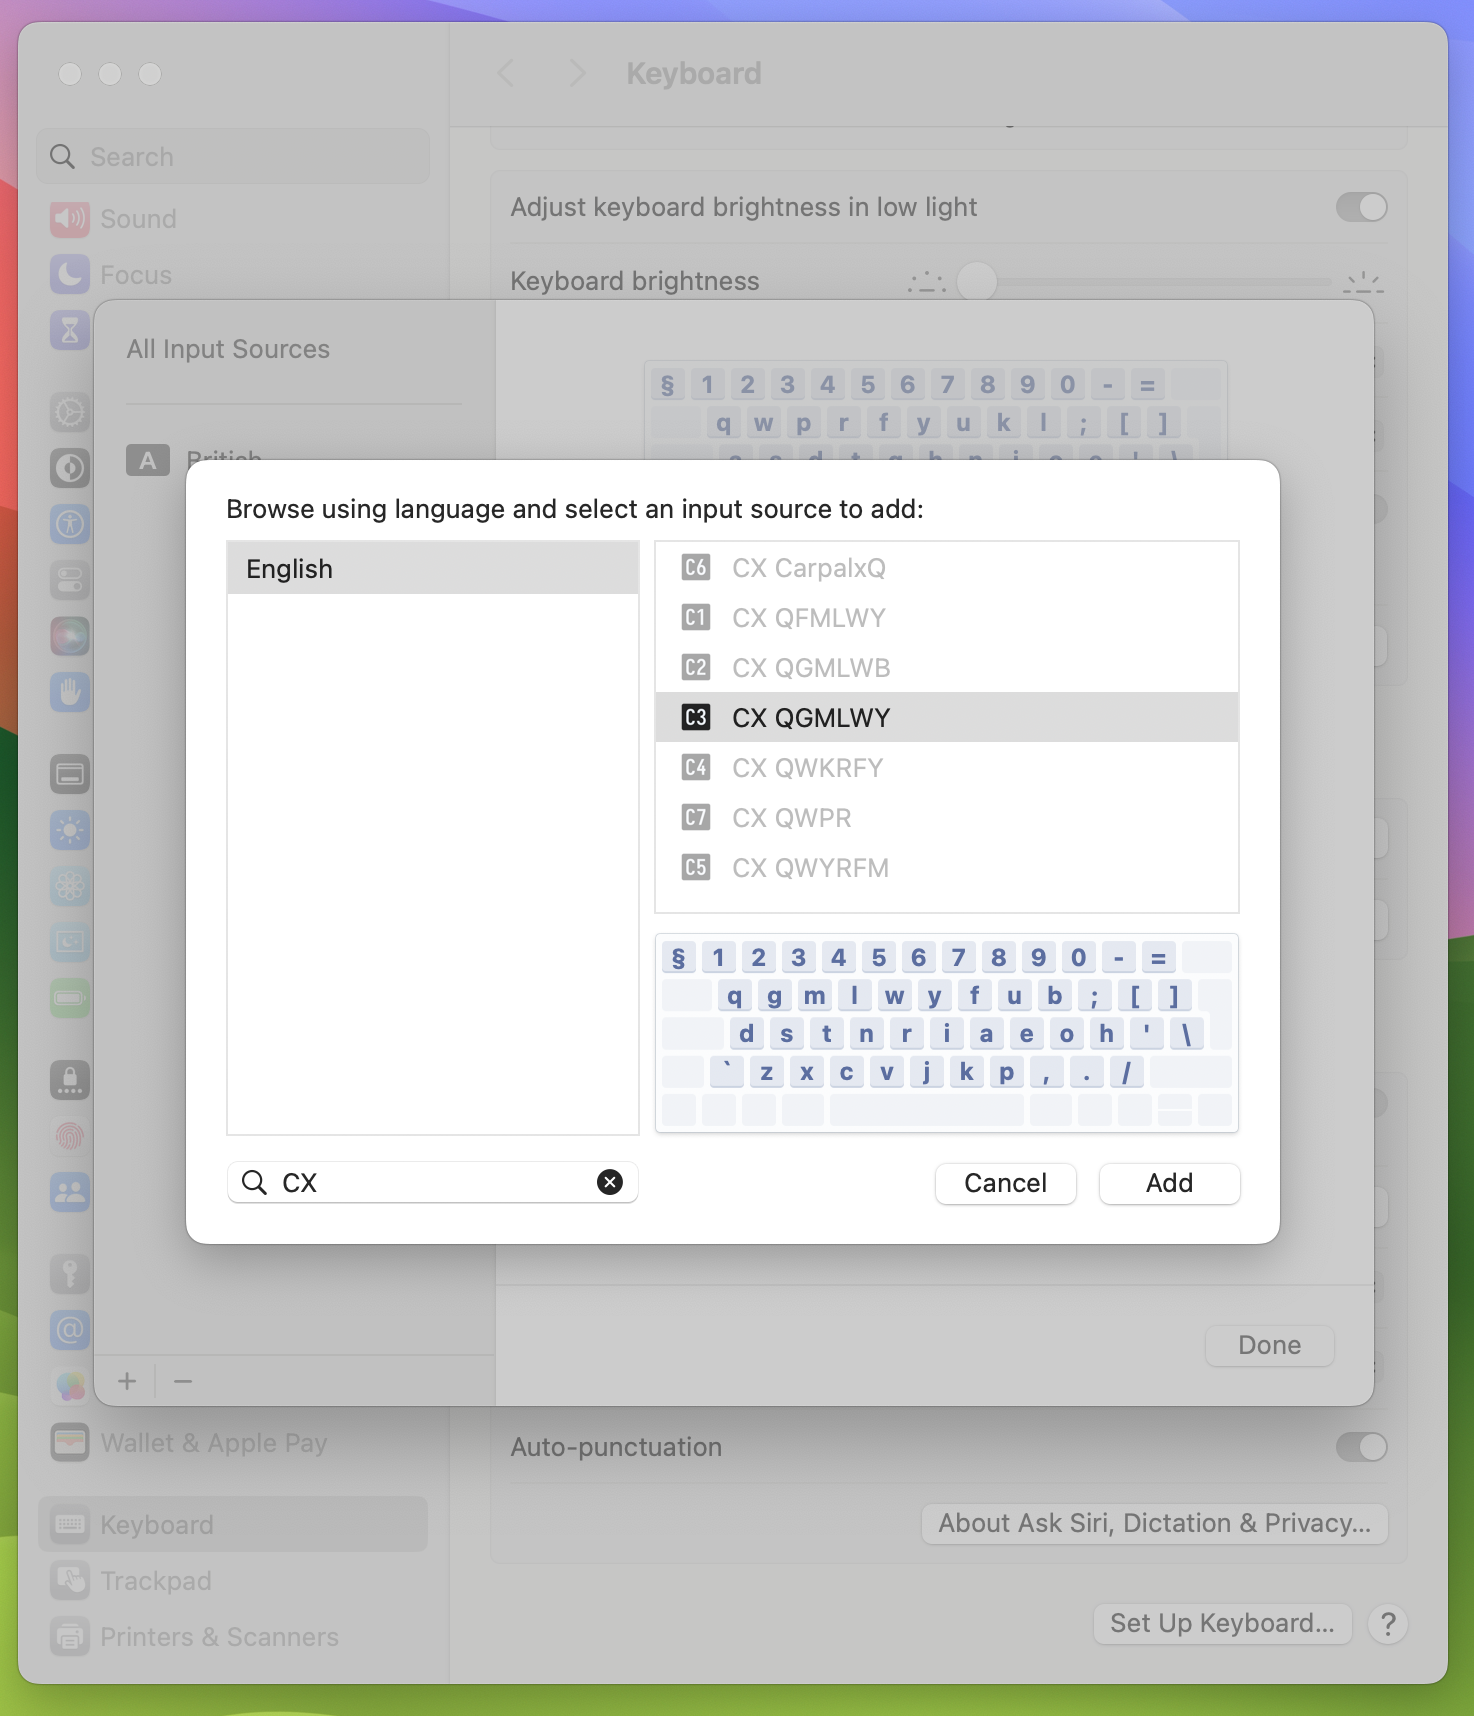 Keyboard
Search
Sound
Focus
Adjust keyboard brightness in low light
Keyboard brightness
All Input Sources
A British
§ 1 2 3 4 5 6 7 8 9 0 - =
q w p r f y u k l ; [ ]
Browse using language and select an input source to add:
English
C6 CX CarpalxQ
C1 CX QFMLWY
C2 CX QGMLWB
C3 CX QGMLWY
C4 CX QWKRFY
C7 CX QWPR
C5 CX QWYRFM
§ 1 2 3 4 5 6 7 8 9 0 - =
q g m l w y f u b ; [ ]
d s t n r i a e o h ' \
` z x c v j k p , . /
CX
Cancel
Add
Done
+ −
Wallet & Apple Pay
Auto-punctuation
Keyboard
About Ask Siri, Dictation & Privacy...
Trackpad
Set Up Keyboard...
?
Printers & Scanners